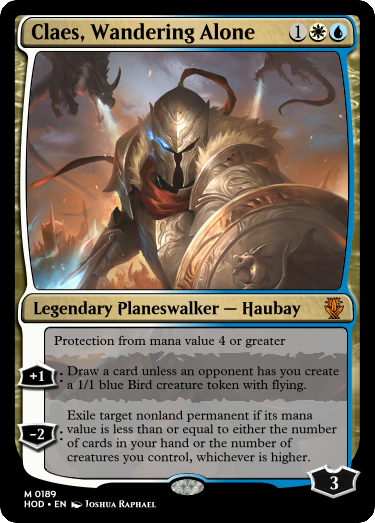 Claes, Wandering Alone 1
Legendary Planeswalker — Haubay
Protection from mana value 4 or greater
+1: Draw a card unless an opponent has you create
a 1/1 blue Bird creature token with flying.
-2: Exile target nonland permanent if its mana
value is less than or equal to either the number
of cards in your hand or the number of
creatures you control, whichever is higher.
3
M 0189
HOD • EN Joshua Raphael